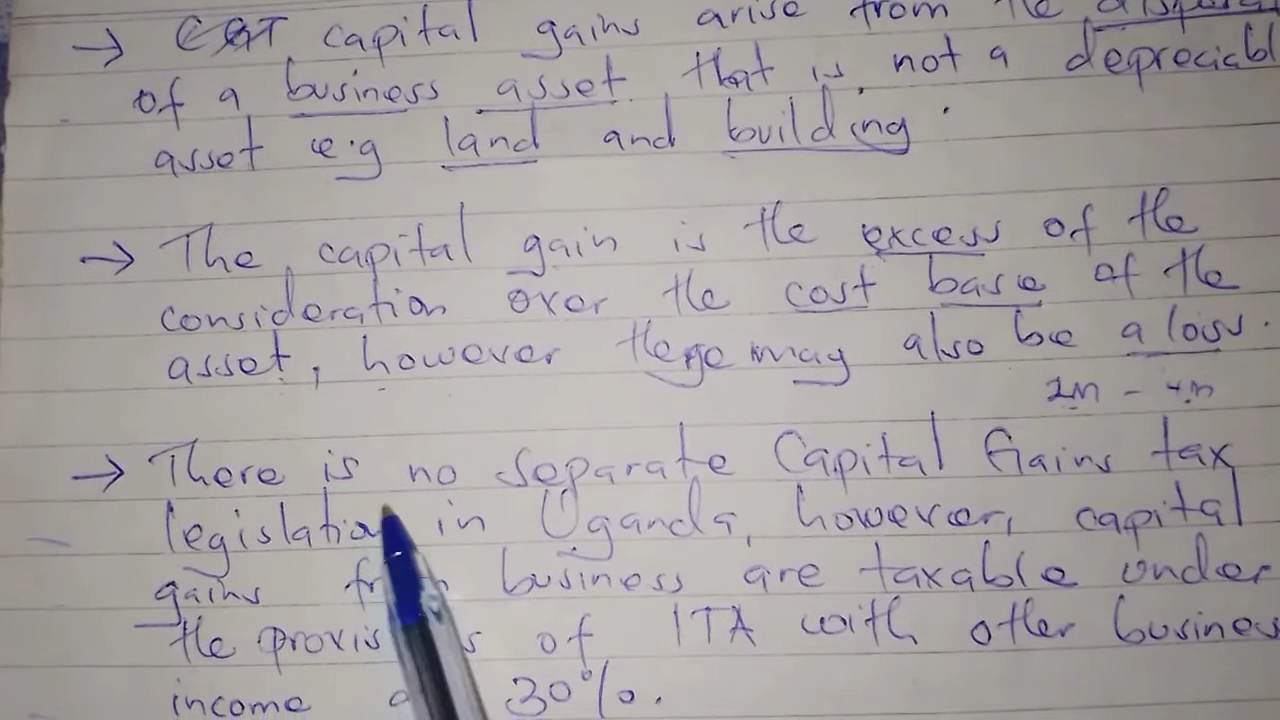 → CGT capital gains arise from the disposal
of a business asset that is not a depreciabl
asset e.g land and building.
→ The capital gain is the excess of the
consideration over the cost base of the
asset, however there may also be a loss.
2m -
→ There is no separate Capital Gains tax
legislation in Uganda, however, capital
gains business are taxable under
the of ITA with other business
income 30%.